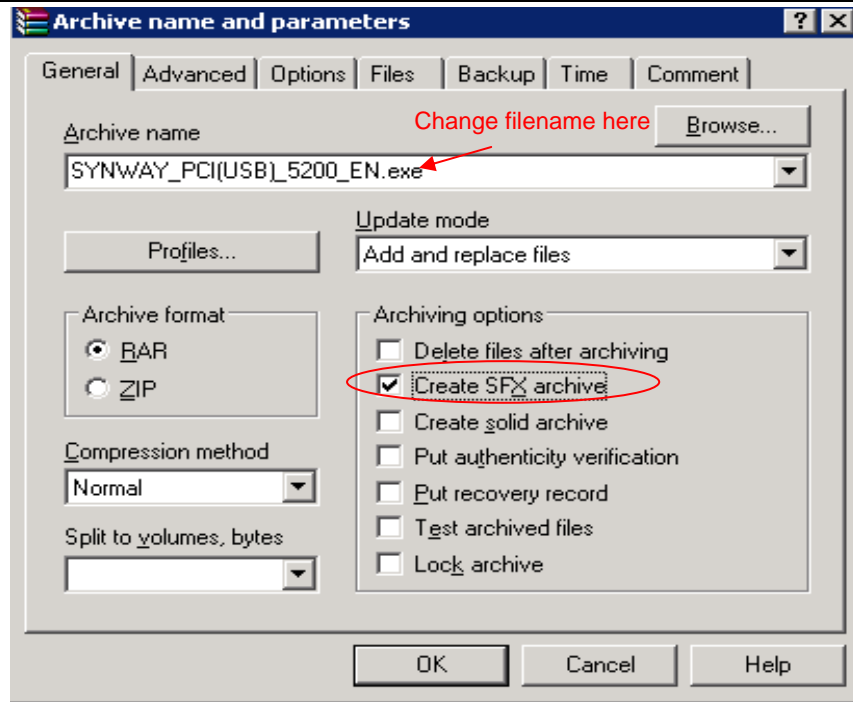 Archive name and parameters
General Advanced Options Files Backup Time Comment
Change filename here
Archive name
Browse...
SYNWAY_PCI(USB)_5200_EN.exe
Update mode
Profiles...
Add and replace files
Archive format
RAR
ZIP
Archiving options
Delete files after archiving
Create SFX archive
Create solid archive
Put authenticity verification
Put recovery record
Test archived files
Lock archive
Compression method
Normal
Split to volumes, bytes
OK Cancel Help